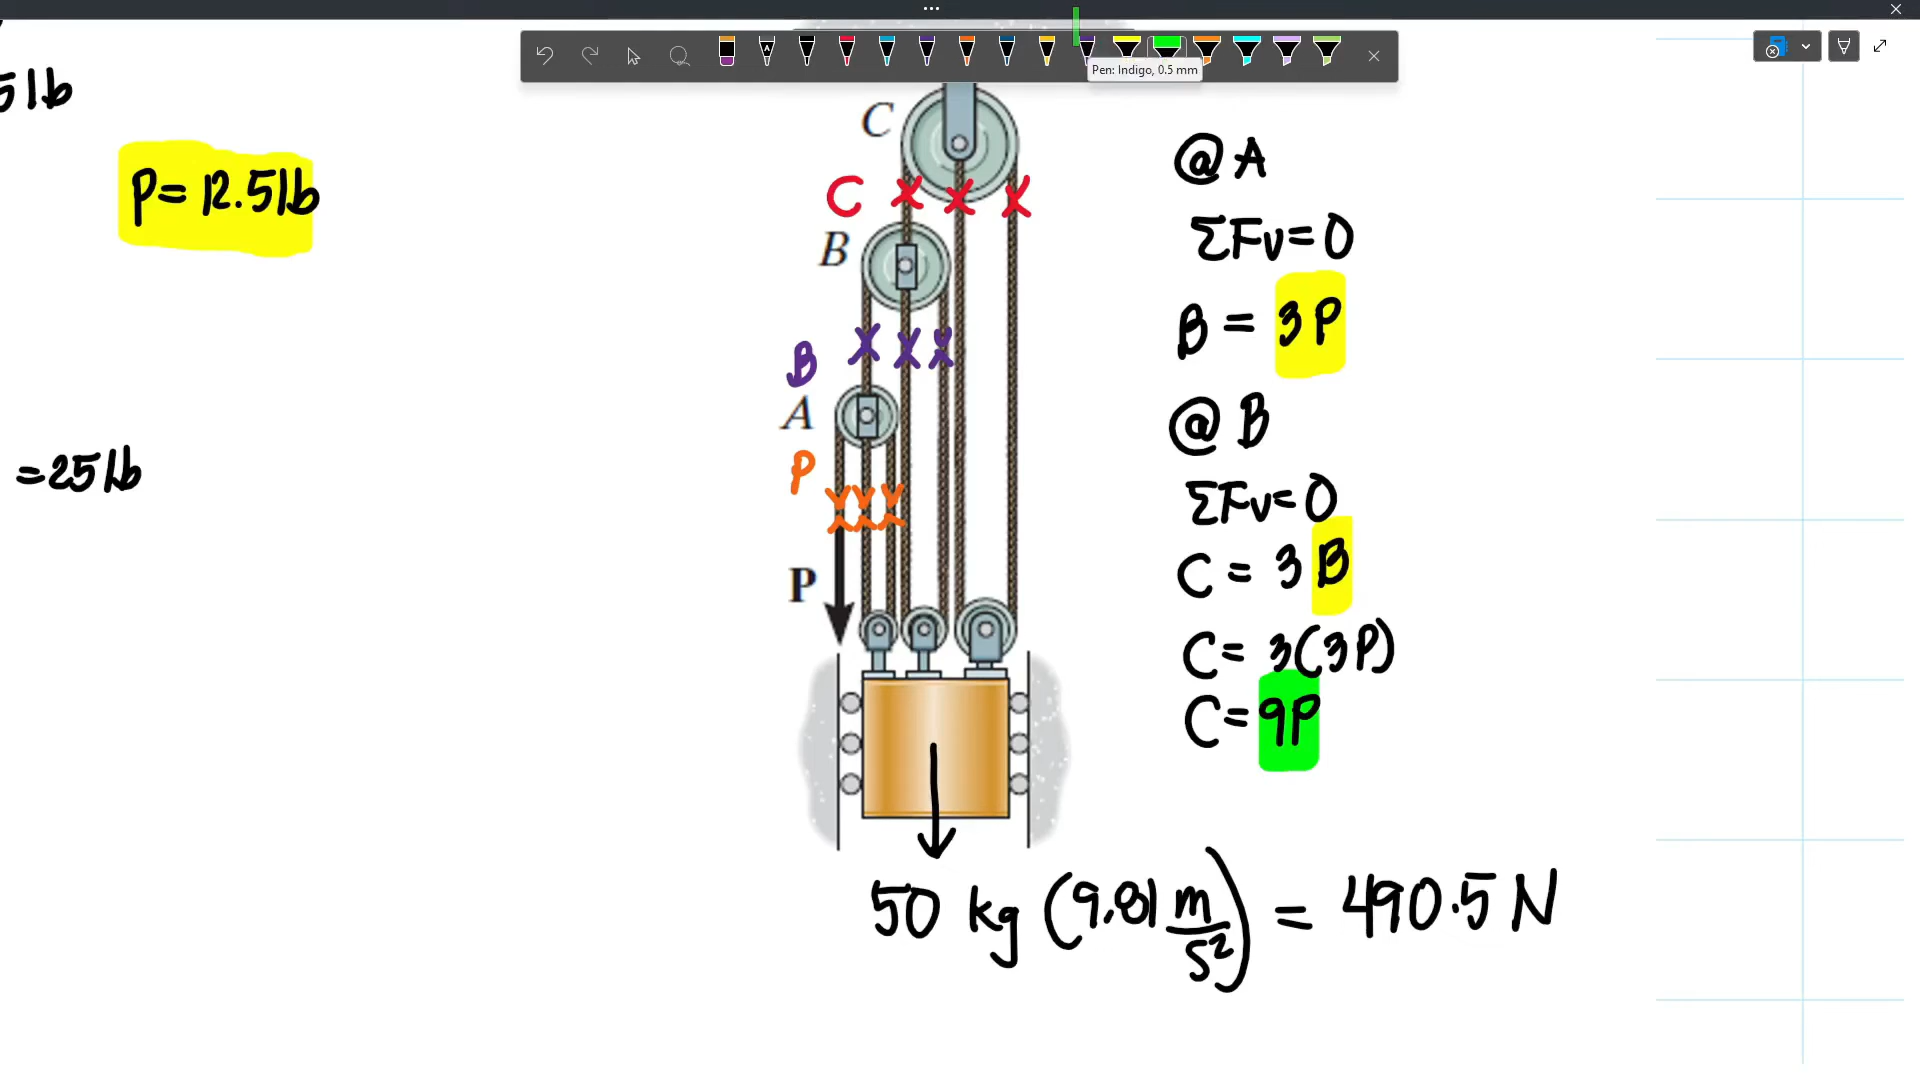 Pen: Indigo, 0.5 mm
5 lb
P = 12.5 lb
= 25 lb
C
C
B
B
A
P
P
@ A
ΣFv = 0
B = 3P
@ B
ΣFv = 0
C = 3B
C = 3(3P)
C = 9P
50 kg (9.81 m/s²) = 490.5 N